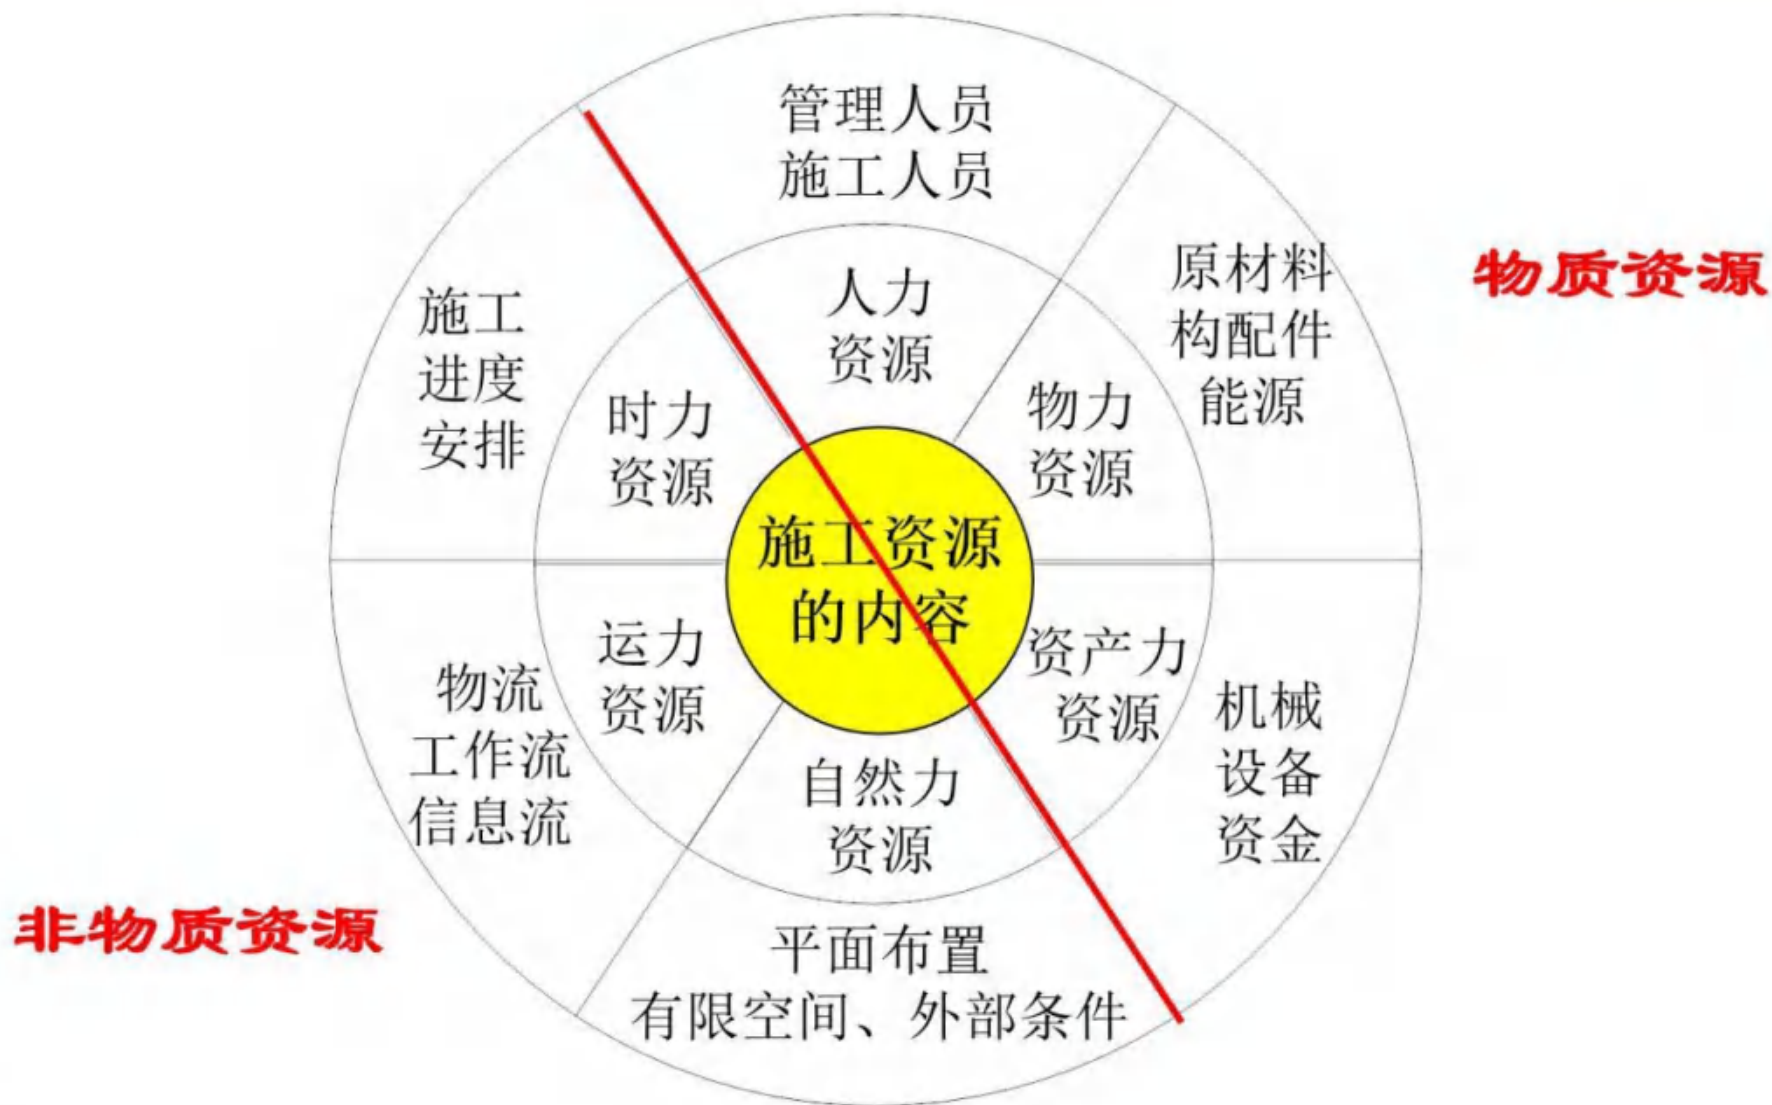 管理人员
施工人员
原材料
构配件
能源
物质资源
人力
资源
施工
进度
安排
时力
资源
物力
资源
施工资源
的内容
运力
资源
资产力
资源
物流
工作流
信息流
机械
设备
资金
自然力
资源
非物质资源
平面布置
有限空间、外部条件